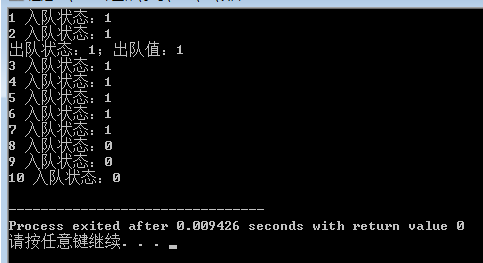 1 入队状态：1
2 入队状态：1
出队状态：1；出队值：1
3 入队状态：1
4 入队状态：1
5 入队状态：1
6 入队状态：1
7 入队状态：1
8 入队状态：0
9 入队状态：0
10 入队状态：0
--------------------------------
Process exited after 0.009426 seconds with return value 0
请按任意键继续. . .